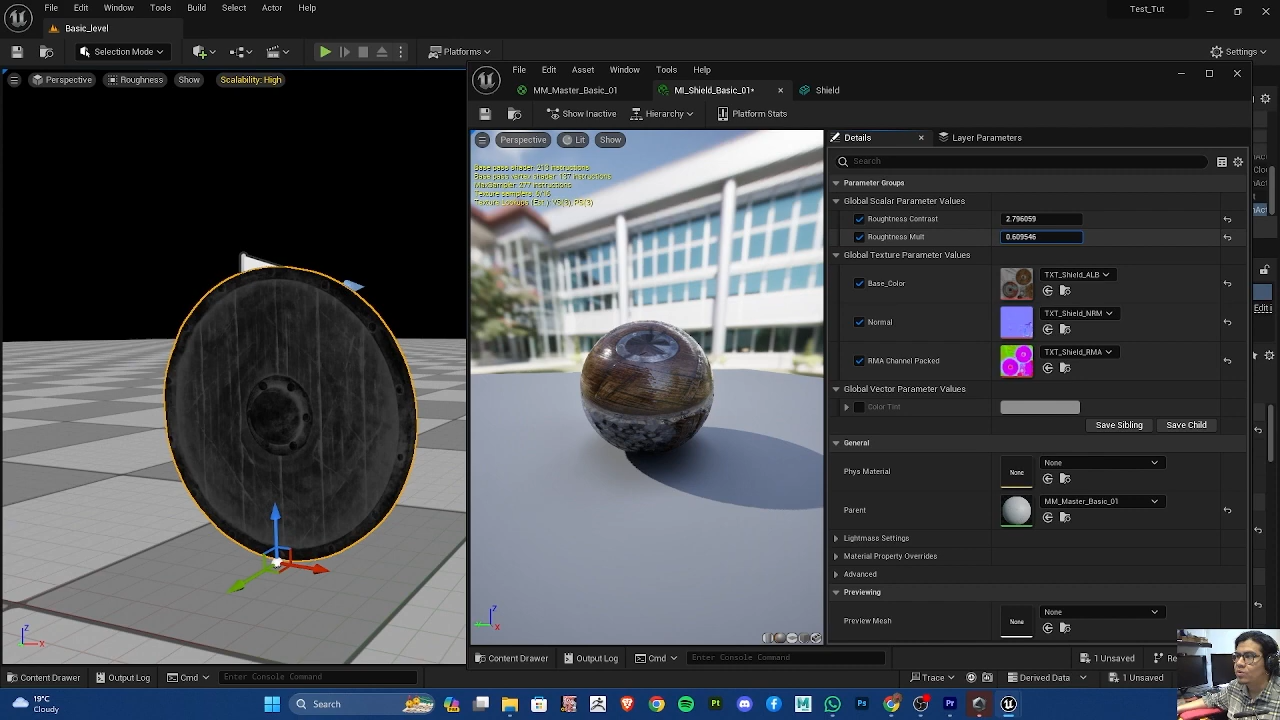 File Edit Window Tools Build Select Actor Help
Test_Tut
Basic_level
Selection Mode
Platforms
Settings
Perspective Roughness Show Scalability: High
File Edit Asset Window Tools Help
MM_Master_Basic_01 MI_Shield_Basic_01* Shield
Show Inactive Hierarchy Platform Stats
Perspective Lit Show
Details Layer Parameters
Search
Parameter Groups
Global Scalar Parameter Values
Roughness Contrast 2.796059
Roughness Mult 0.609546
Global Texture Parameter Values
Base_Color TXT_Shield_ALB
Normal TXT_Shield_NRM
RMA Channel Packed TXT_Shield_RMA
Global Vector Parameter Values
Color Tint
Save Sibling Save Child
General
Phys Material None None
Parent MM_Master_Basic_01
Lightmass Settings
Material Property Overrides
Advanced
Previewing
Preview Mesh None None
Edit
Z
X
Z
X
Content Drawer Output Log Cmd Enter Console Command 1 Unsaved Re
Content Drawer Output Log Cmd Enter Console Command Derived Data 1 Unsaved
19°C
Cloudy
Search